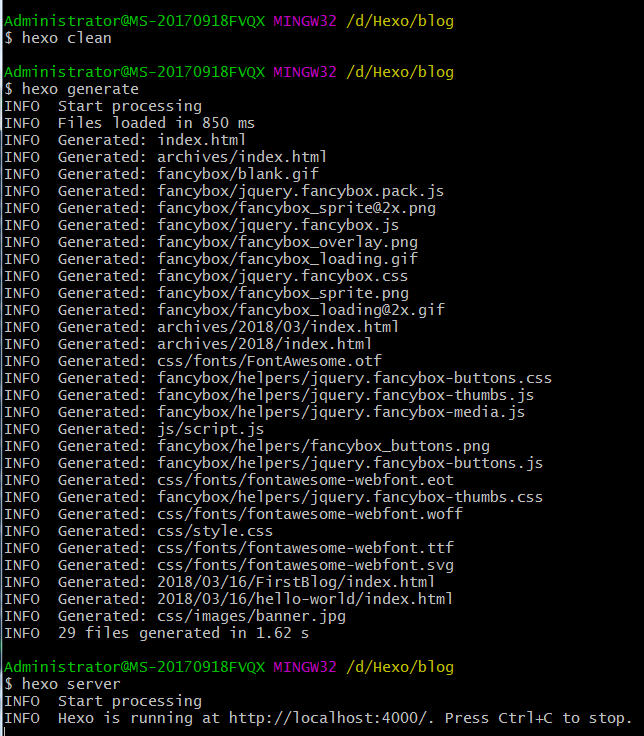 Administrator@MS-20170918FVQX MINGW32 /d/Hexo/blog
$ hexo clean
Administrator@MS-20170918FVQX MINGW32 /d/Hexo/blog
$ hexo generate
INFO  Start processing
INFO  Files loaded in 850 ms
INFO  Generated: index.html
INFO  Generated: archives/index.html
INFO  Generated: fancybox/blank.gif
INFO  Generated: fancybox/jquery.fancybox.pack.js
INFO  Generated: fancybox/fancybox_sprite@2x.png
INFO  Generated: fancybox/jquery.fancybox.js
INFO  Generated: fancybox/fancybox_overlay.png
INFO  Generated: fancybox/fancybox_loading.gif
INFO  Generated: fancybox/jquery.fancybox.css
INFO  Generated: fancybox/fancybox_sprite.png
INFO  Generated: fancybox/fancybox_loading@2x.gif
INFO  Generated: archives/2018/03/index.html
INFO  Generated: archives/2018/index.html
INFO  Generated: css/fonts/FontAwesome.otf
INFO  Generated: fancybox/helpers/jquery.fancybox-buttons.css
INFO  Generated: fancybox/helpers/jquery.fancybox-thumbs.js
INFO  Generated: fancybox/helpers/jquery.fancybox-media.js
INFO  Generated: js/script.js
INFO  Generated: fancybox/helpers/fancybox_buttons.png
INFO  Generated: fancybox/helpers/jquery.fancybox-buttons.js
INFO  Generated: css/fonts/fontawesome-webfont.eot
INFO  Generated: fancybox/helpers/jquery.fancybox-thumbs.css
INFO  Generated: css/fonts/fontawesome-webfont.woff
INFO  Generated: css/style.css
INFO  Generated: css/fonts/fontawesome-webfont.ttf
INFO  Generated: css/fonts/fontawesome-webfont.svg
INFO  Generated: 2018/03/16/FirstBlog/index.html
INFO  Generated: 2018/03/16/hello-world/index.html
INFO  Generated: css/images/banner.jpg
INFO  29 files generated in 1.62 s
Administrator@MS-20170918FVQX MINGW32 /d/Hexo/blog
$ hexo server
INFO  Start processing
INFO  Hexo is running at http://localhost:4000/. Press Ctrl+C to stop.